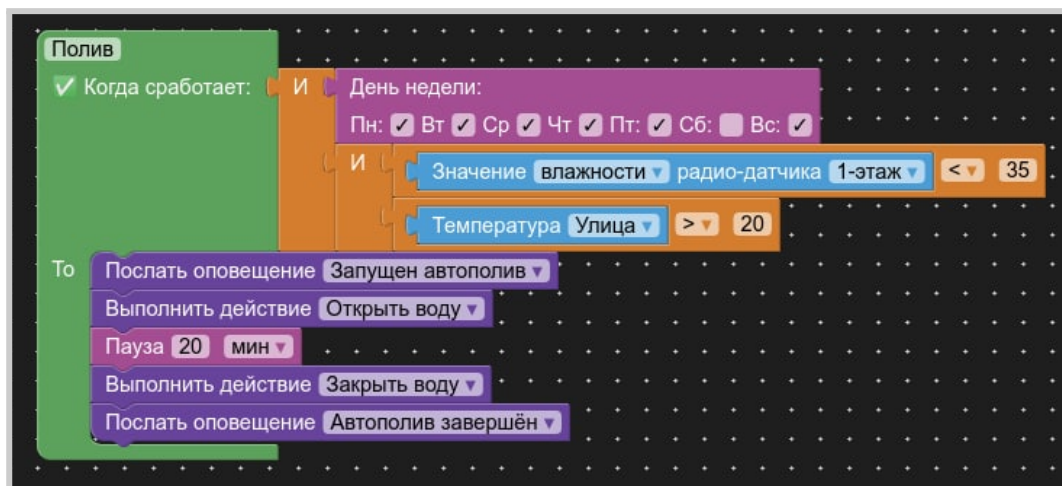 Полив
Когда сработает: И День недели:
Пн: Вт Ср Чт Пт: Сб: Вс:
И Значение влажности радио-датчика 1-этаж < 35
Температура Улица > 20
То Послать оповещение Запущен автополив
Выполнить действие Открыть воду
Пауза 20 мин
Выполнить действие Закрыть воду
Послать оповещение Автополив завершён